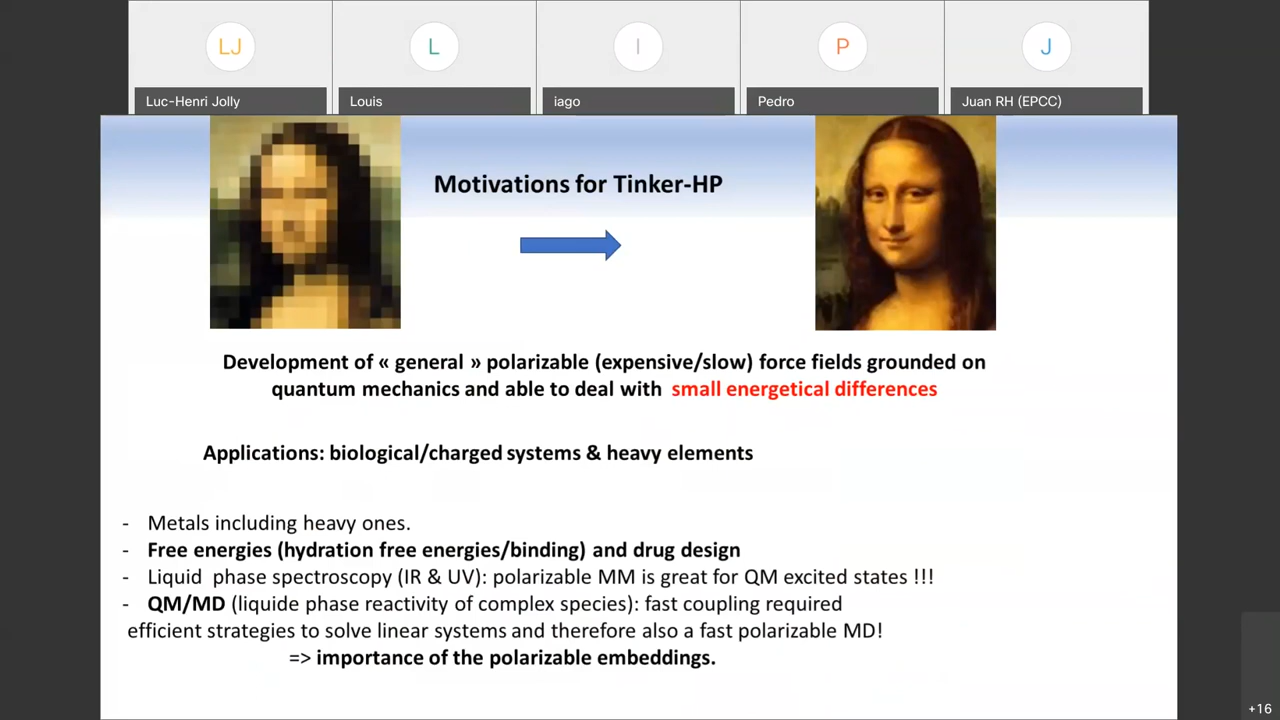 LJ
L
I
P
J
Luc-Henri Jolly
Louis
iago
Pedro
Juan RH (EPCC)
Motivations for Tinker-HP
Development of « general » polarizable (expensive/slow) force fields grounded on
quantum mechanics and able to deal with small energetical differences
Applications: biological/charged systems & heavy elements
- Metals including heavy ones.
- Free energies (hydration free energies/binding) and drug design
- Liquid phase spectroscopy (IR & UV): polarizable MM is great for QM excited states !!!
- QM/MD (liquide phase reactivity of complex species): fast coupling required
efficient strategies to solve linear systems and therefore also a fast polarizable MD!
=> importance of the polarizable embeddings.
+16